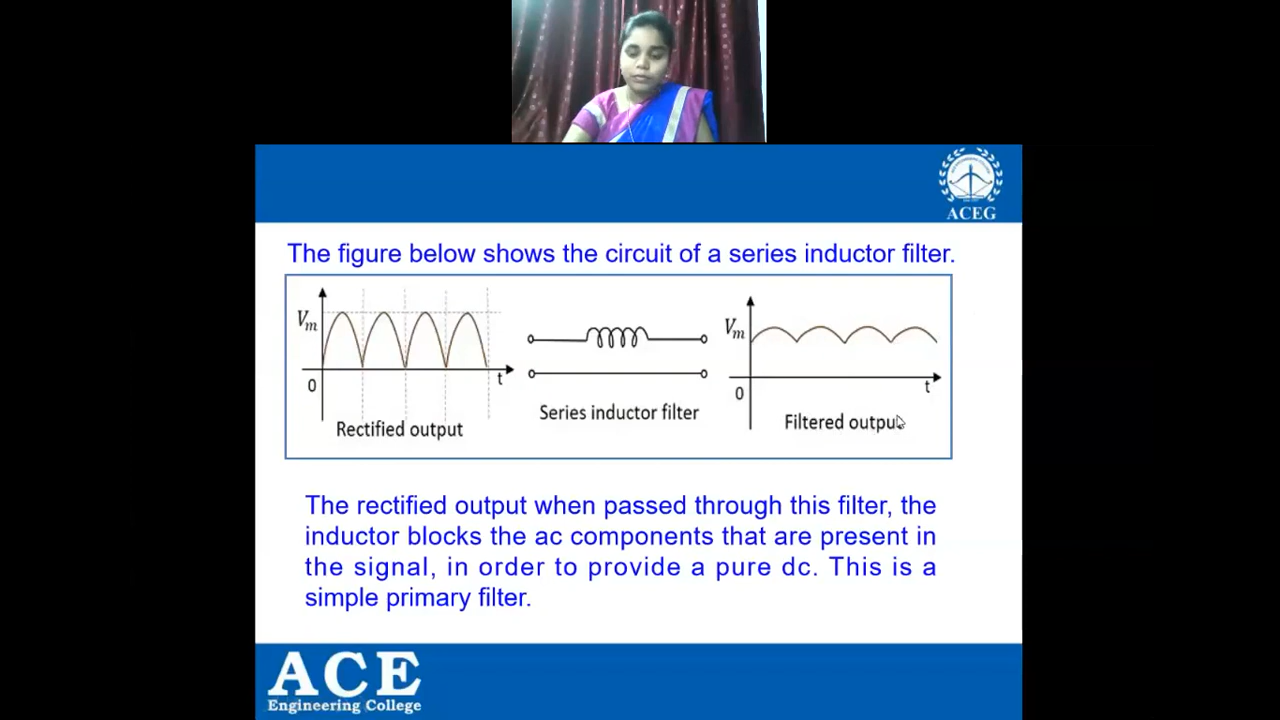 ACEG
The figure below shows the circuit of a series inductor filter.
Vm
0
t
Rectified output
Series inductor filter
Vm
0
t
Filtered output
The rectified output when passed through this filter, the
inductor blocks the ac components that are present in
the signal, in order to provide a pure dc. This is a
simple primary filter.
ACE
Engineering College